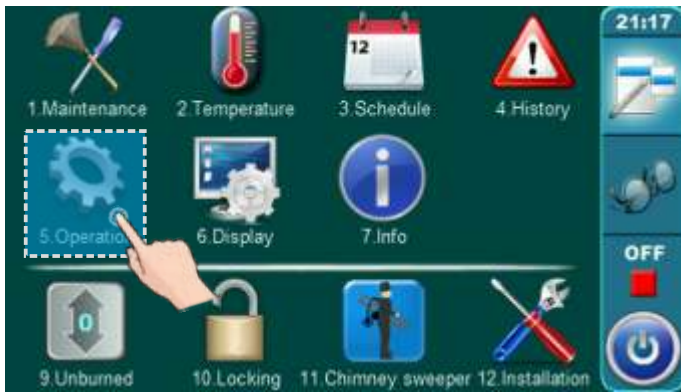 21:17
12
1.Maintenance
2.Temperature
3.Schedule
4.History
5.Operation
6.Display
7.Info
OFF
0
9.Unburned
10.Locking
11.Chimney sweeper
12.Installation